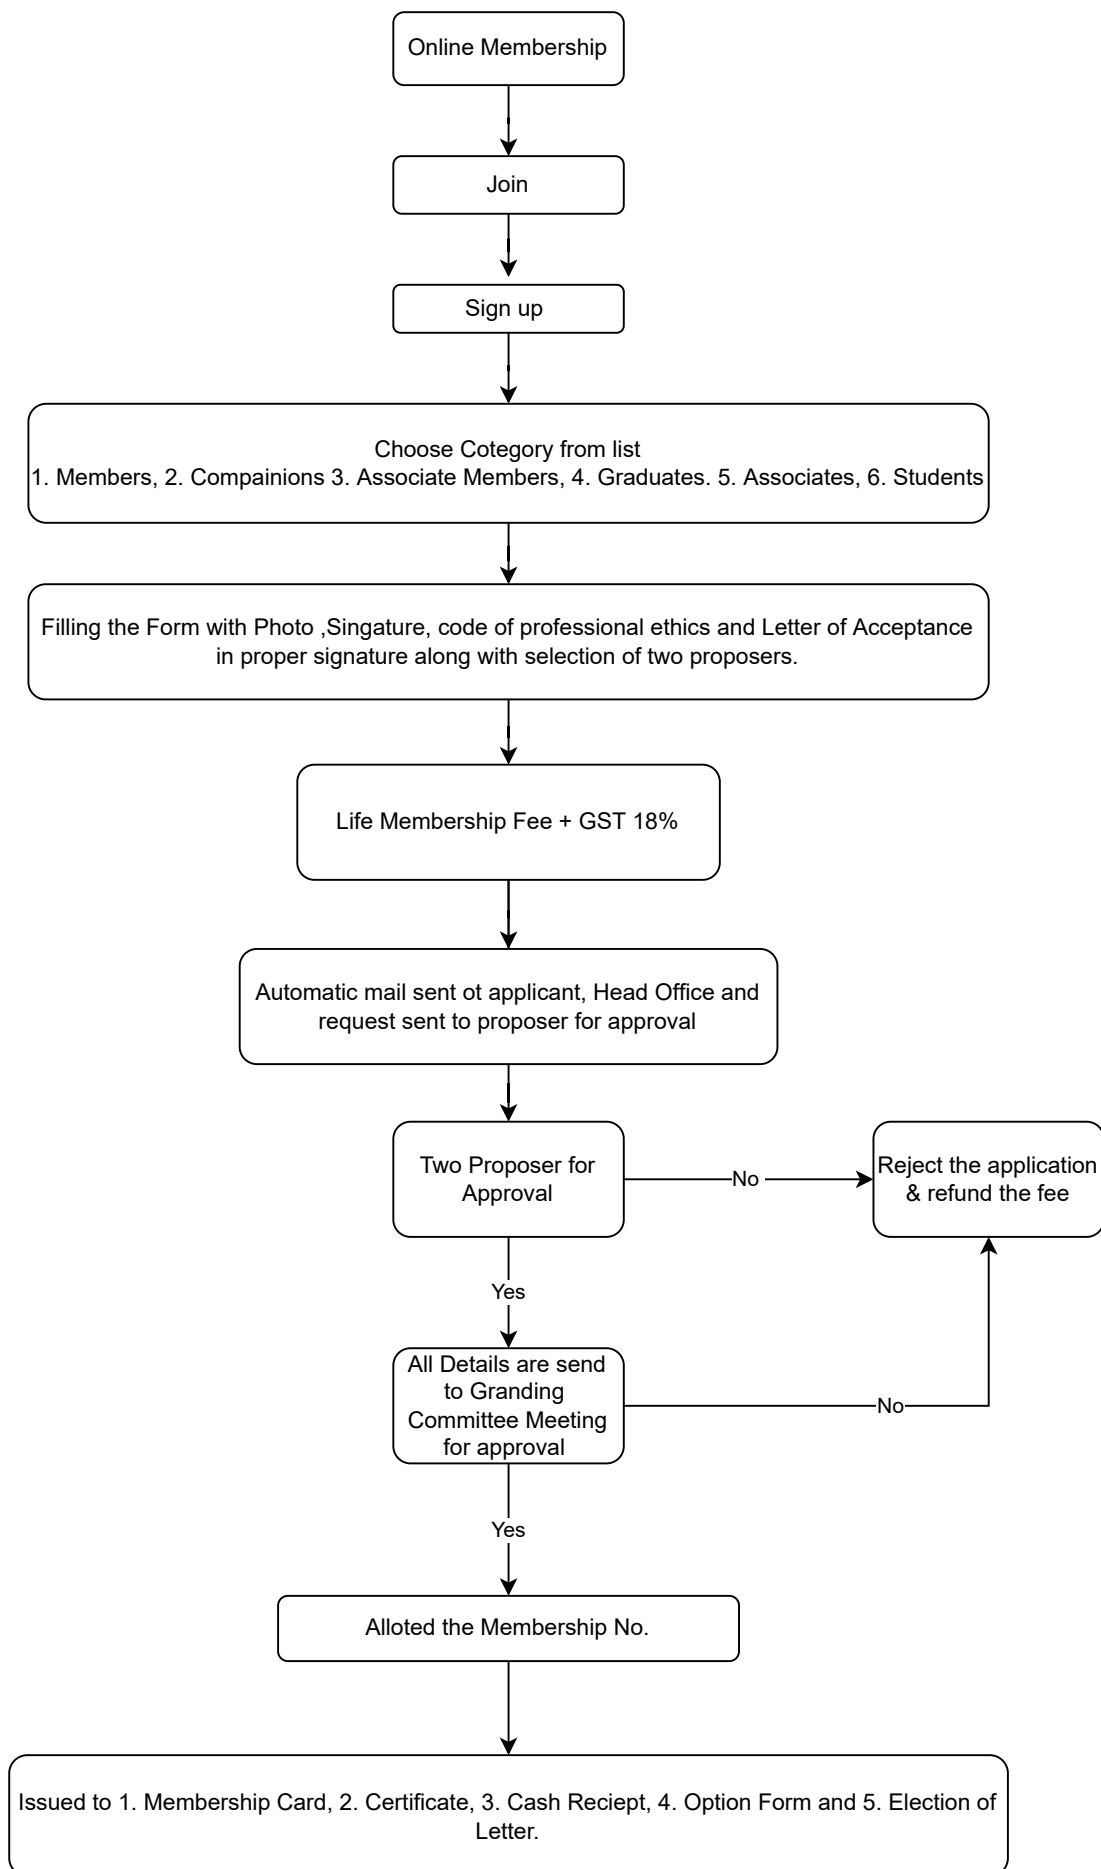 Online Membership
Join
Sign up
Choose Cotegory from list
1. Members, 2. Compainions 3. Associate Members, 4. Graduates. 5. Associates, 6. Students
Filling the Form with Photo ,Singature, code of professional ethics and Letter of Acceptance
in proper signature along with selection of two proposers.
Life Membership Fee + GST 18%
Automatic mail sent ot applicant, Head Office and
request sent to proposer for approval
Two Proposer for
Approval
No
Reject the application
& refund the fee
Yes
All Details are send
to Granding
Committee Meeting
for approval
No
Yes
Alloted the Membership No.
Issued to 1. Membership Card, 2. Certificate, 3. Cash Reciept, 4. Option Form and 5. Election of
Letter.